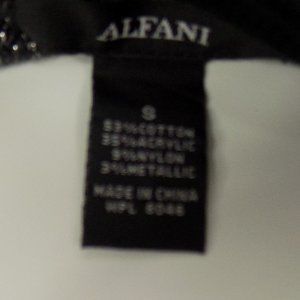 ALFANI
S
53%COTTON
35%ACRYLIC
9%NYLON
3%METALLIC
MADE IN CHINA